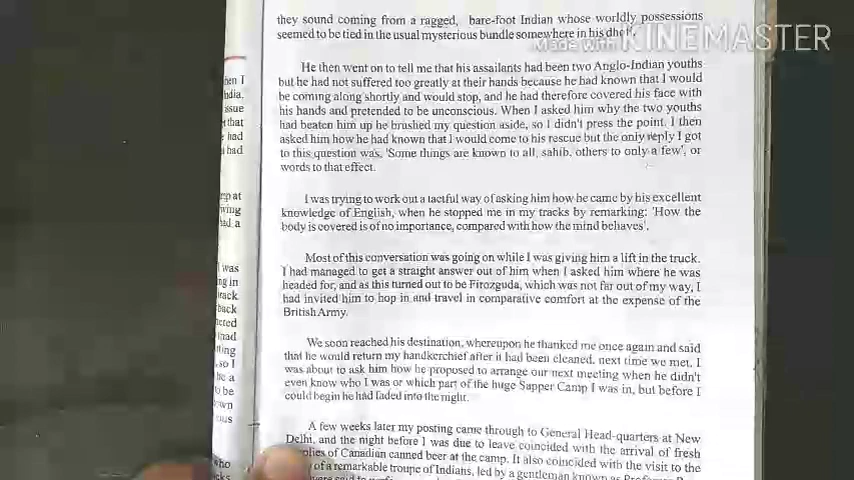 they sound coming from a ragged, bare-foot Indian whose worldly possessions
seemed to be tied in the usual mysterious bundle somewhere in his
Made with KINEMASTER
He then went on to tell me that his assailants had been two Anglo-Indian youths
but he had not suffered too greatly at their hands because he had known that I would
be coming along shortly and would stop, and he had therefore covered his face with
his hands and pretended to be unconscious. When I asked him why the two youths
had beaten him up he brushed my question aside, so I didn't press the point. I then
asked him how he had known that I would come to his rescue but the only reply I got
to this question was, 'Some things are known to all, sahib, others to only a few', or
words to that effect.
I was trying to work out a tactful way of asking him how he came by his excellent
knowledge of English, when he stopped me in my tracks by remarking: 'How the
body is covered is of no importance, compared with how the mind behaves'.
Most of this conversation was going on while I was giving him a lift in the truck.
I had managed to get a straight answer out of him when I asked him where he was
headed for, and as this turned out to be Firozguda, which was not far out of my way, I
had invited him to hop in and travel in comparative comfort at the expense of the
British Army.
We soon reached his destination, whereupon he thanked me once again and said
that he would return my handkerchief after it had been cleaned, next time we met. I
was about to ask him how he proposed to arrange our next meeting when he didn't
even know who I was or which part of the huge Sapper Camp I was in, but before I
could begin he had faded into the night.
A few weeks later my posting came through to General Head-quarters at New
Delhi, and the night before I was due to leave coincided with the arrival of fresh
of Canadian canned beer at the camp. It also coincided with the visit to the
of a remarkable troupe of Indians, led by a gentleman known as